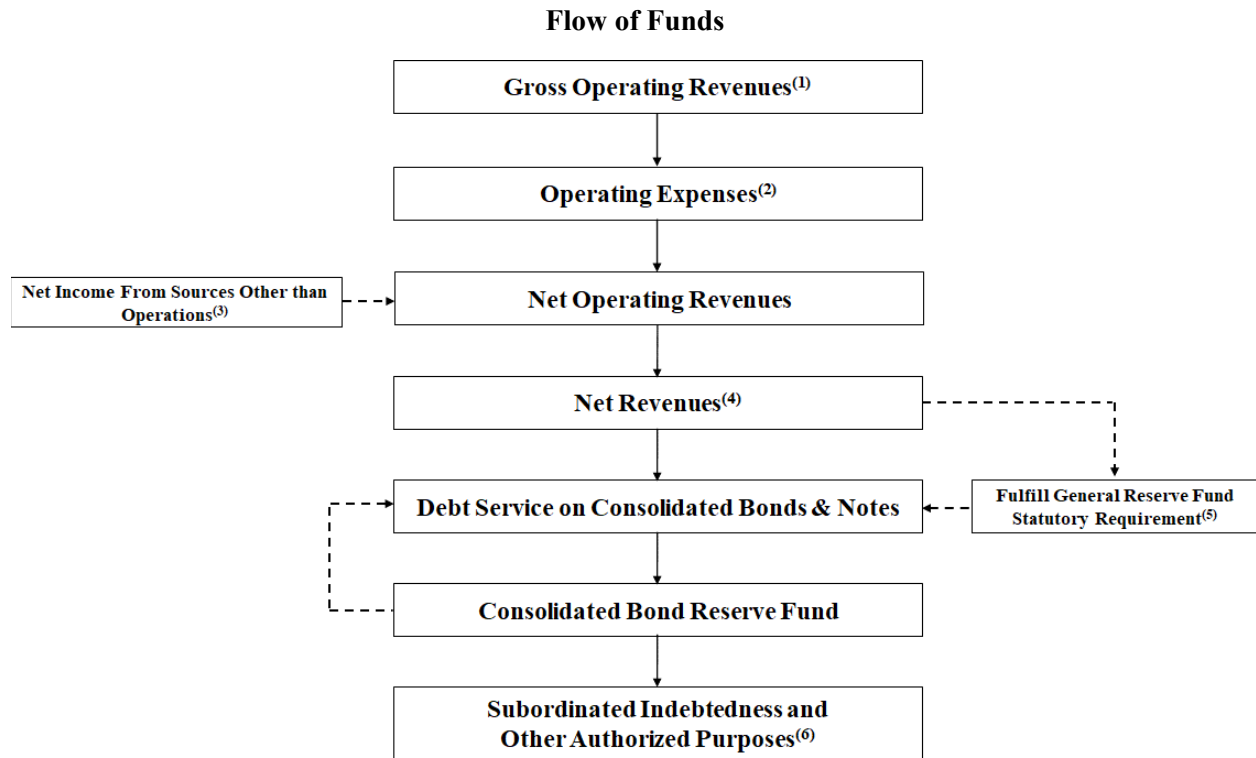 Flow of Funds
Gross Operating Revenues(1)
Operating Expenses(2)
Net Income From Sources Other than
Operations(3)
Net Operating Revenues
Net Revenues(4)
Debt Service on Consolidated Bonds & Notes
Fulfill General Reserve Fund
Statutory Requirement(5)
Consolidated Bond Reserve Fund
Subordinated Indebtedness and
Other Authorized Purposes(6)